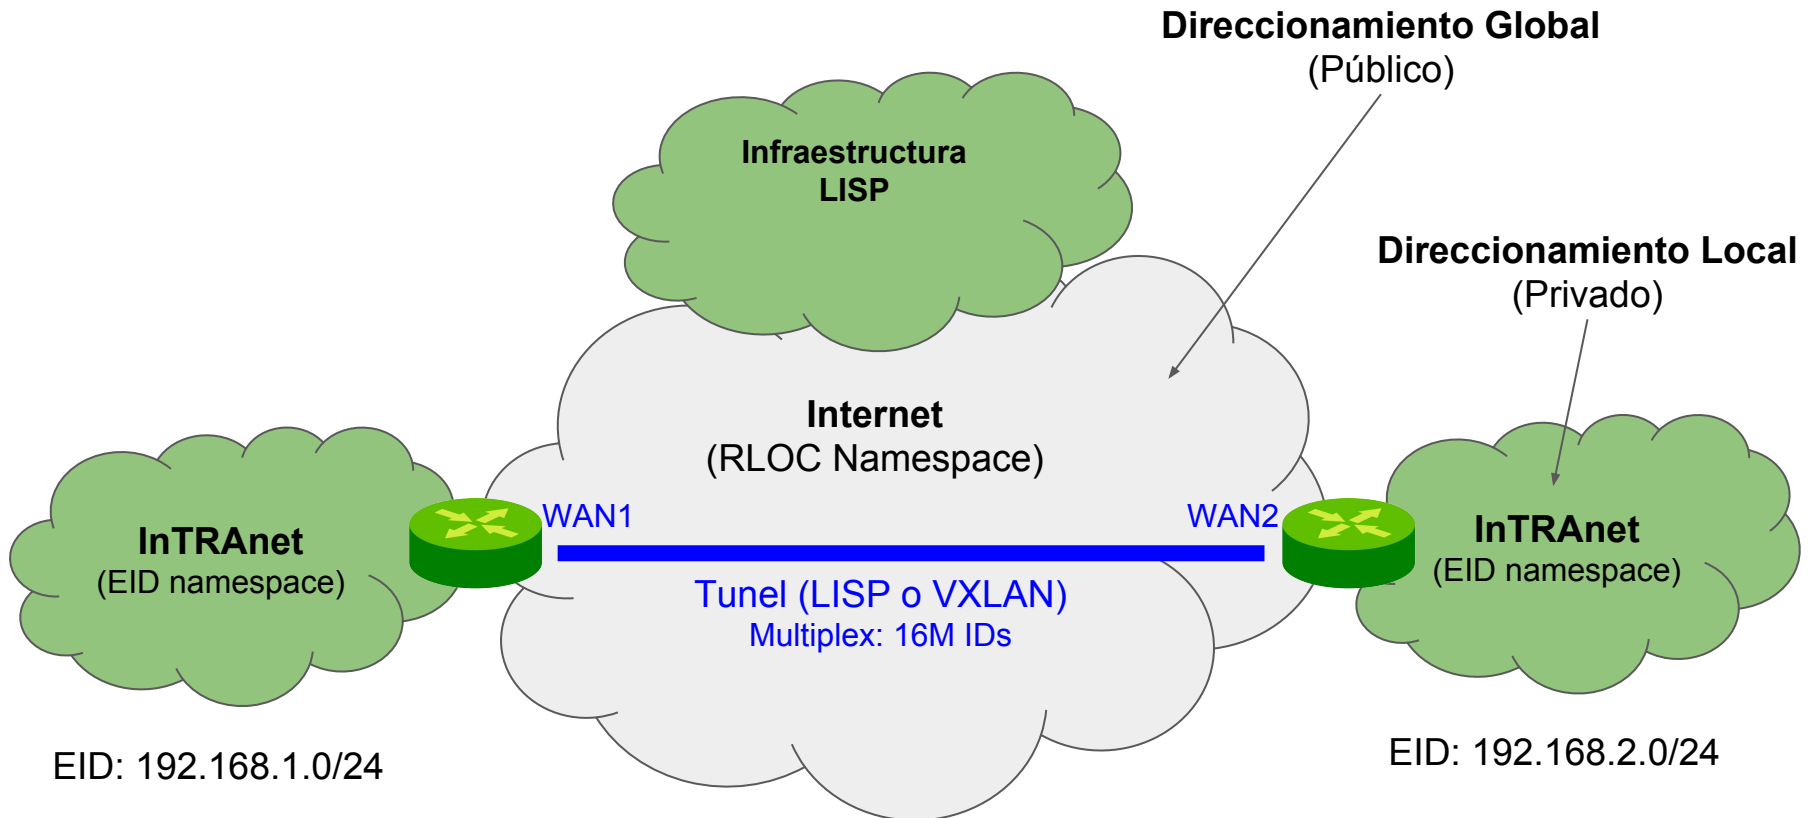 Direccionamiento Global
(Público)
Infraestructura
LISP
Direccionamiento Local
(Privado)
Internet
(RLOC Namespace)
WAN1
WAN2
InTRAnet
(EID namespace)
InTRAnet
(EID namespace)
Tunel (LISP o VXLAN)
Multiplex: 16M IDs
EID: 192.168.1.0/24
EID: 192.168.2.0/24